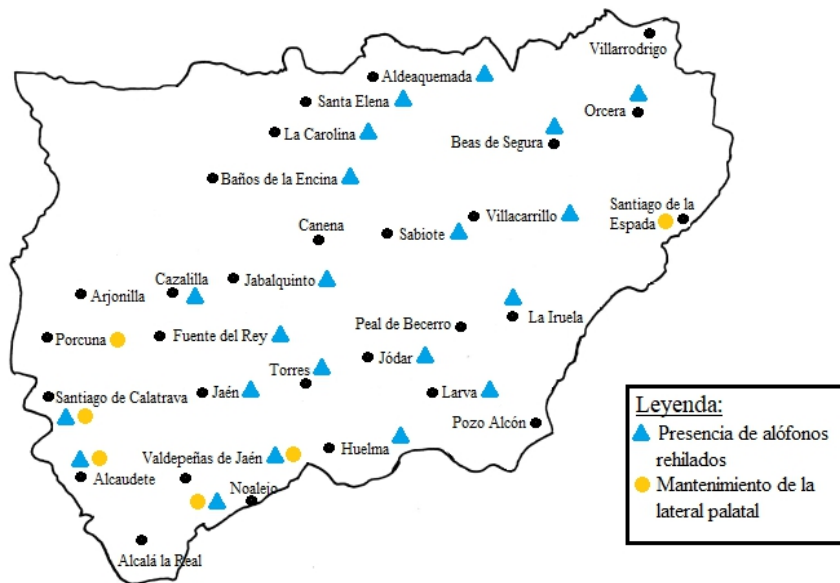 Villarrodrigo
Aldeaquemada
Santa Elena
Orcera
La Carolina
Beas de Segura
Baños de la Encina
Santiago de la
Espada
Villacarrillo
Canena
Sabiote
Cazalilla
Jabalquinto
Arjonilla
La Iruela
Peal de Becerro
Porcuna
Fuente del Rey
Jódar
Torres
Santiago de Calatrava
Jaén
Larva
Pozo Alcón
Huelma
Valdepeñas de Jaén
Alcaudete
Noalejo
Alcalá la Real
Leyenda:
Presencia de alófonos
rehilados
Mantenimiento de la
lateral palatal